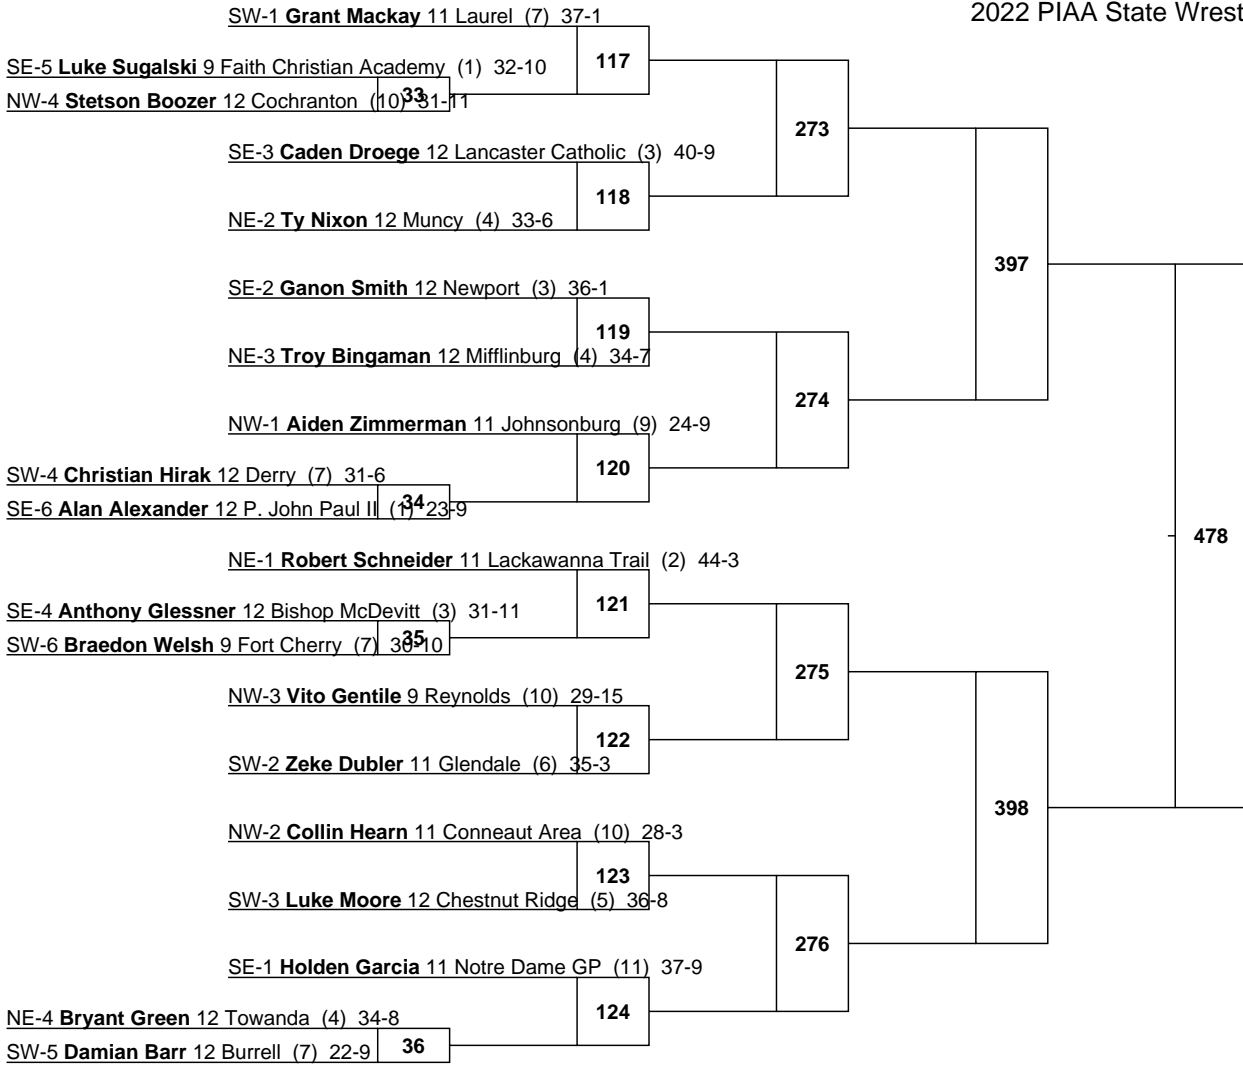 2022 PIAA State Wrest
SW-1 Grant Mackay 11 Laurel (7) 37-1
117
SE-5 Luke Sugalski 9 Faith Christian Academy (1) 32-10
33
NW-4 Stetson Boozer 12 Cochranton (10) 31-11
273
SE-3 Caden Droege 12 Lancaster Catholic (3) 40-9
118
NE-2 Ty Nixon 12 Muncy (4) 33-6
397
SE-2 Ganon Smith 12 Newport (3) 36-1
119
NE-3 Troy Bingaman 12 Mifflinburg (4) 34-7
274
NW-1 Aiden Zimmerman 11 Johnsonburg (9) 24-9
120
SW-4 Christian Hirak 12 Derry (7) 31-6
34
SE-6 Alan Alexander 12 P. John Paul II (1) 23-9
478
NE-1 Robert Schneider 11 Lackawanna Trail (2) 44-3
121
SE-4 Anthony Glessner 12 Bishop McDevitt (3) 31-11
35
SW-6 Braedon Welsh 9 Fort Cherry (7) 30-10
275
NW-3 Vito Gentile 9 Reynolds (10) 29-15
122
SW-2 Zeke Dubler 11 Glendale (6) 35-3
398
NW-2 Collin Hearn 11 Conneaut Area (10) 28-3
123
SW-3 Luke Moore 12 Chestnut Ridge (5) 36-8
276
SE-1 Holden Garcia 11 Notre Dame GP (11) 37-9
124
NE-4 Bryant Green 12 Towanda (4) 34-8
36
SW-5 Damian Barr 12 Burrell (7) 22-9